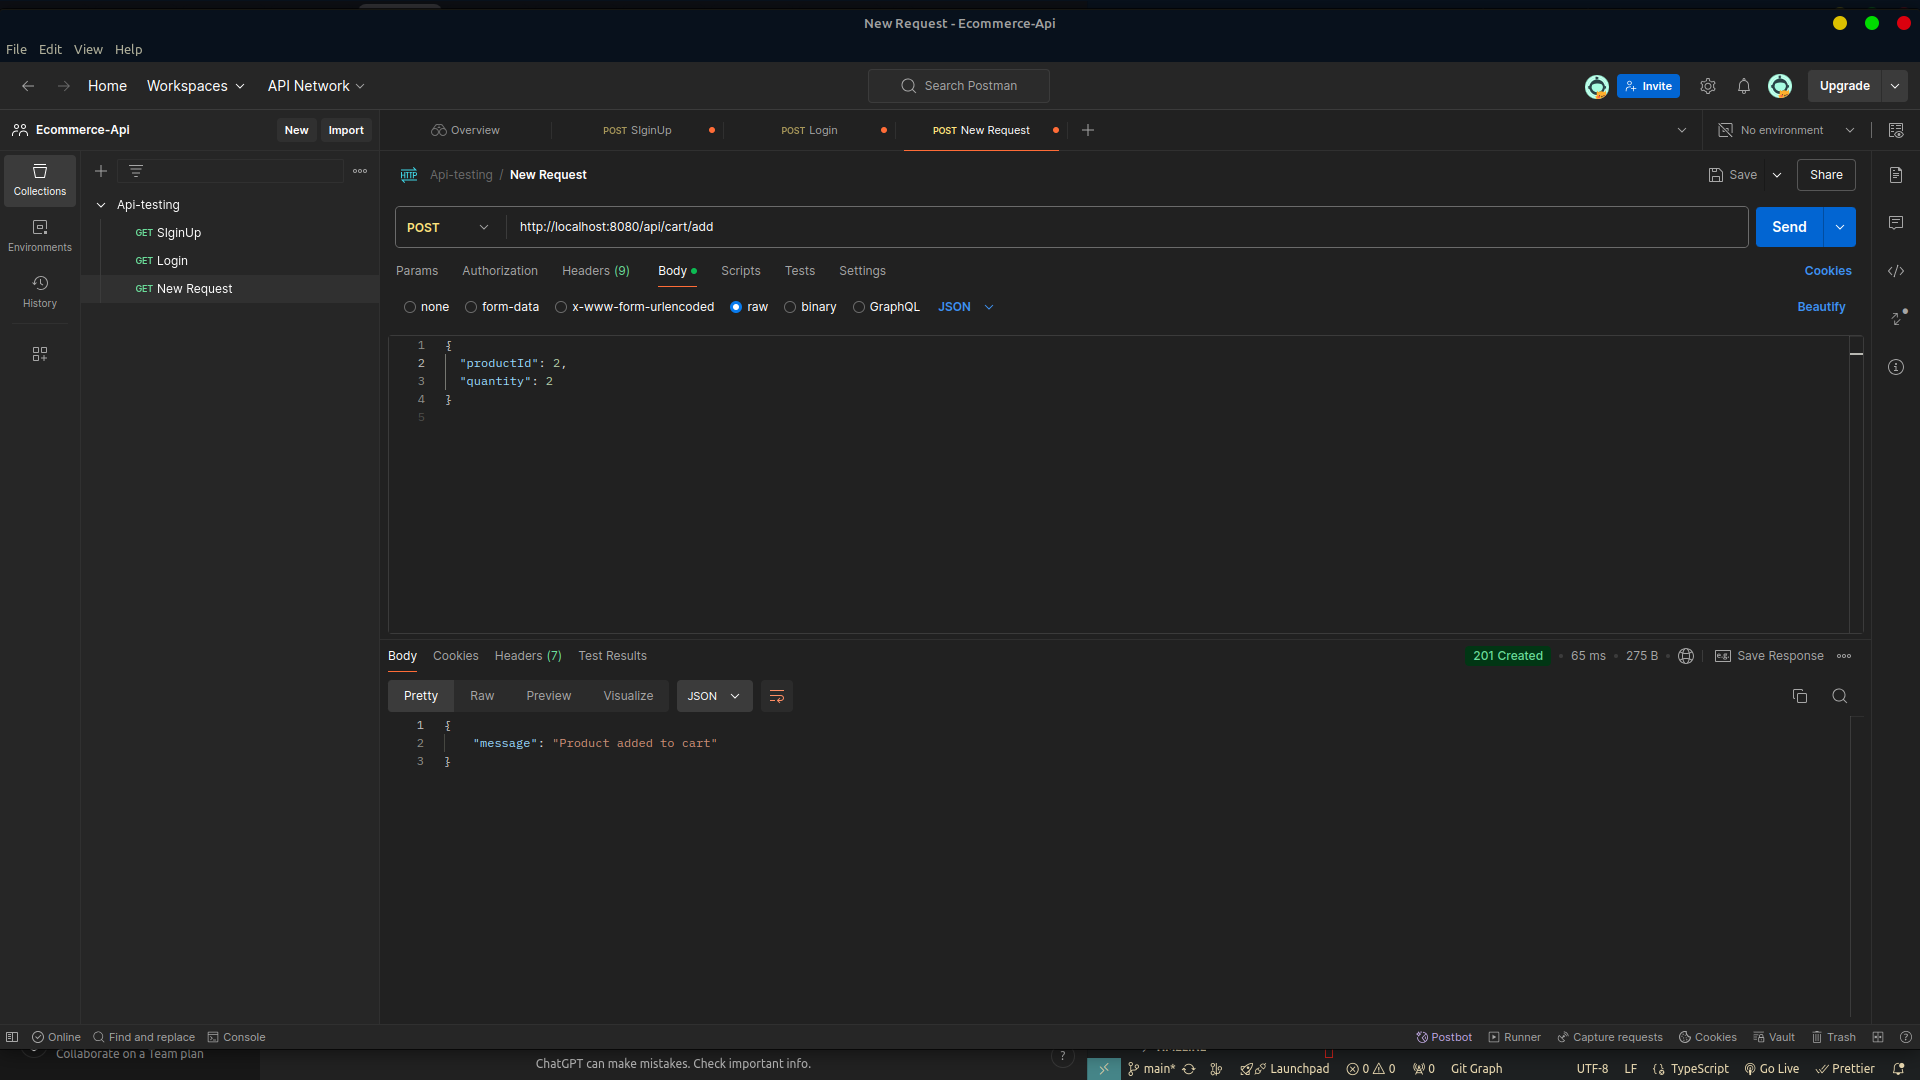 New Request - Ecommerce-Api
File Edit View Help
Home Workspaces API Network Search Postman Invite Upgrade
Ecommerce-Api New Import Overview POST SIginUp POST Login POST New Request No environment
Collections
Environments
History
Api-testing
GET SIginUp
GET Login
GET New Request
HTTP Api-testing / New Request Save Share
POST http://localhost:8080/api/cart/add Send
Params Authorization Headers (9) Body Scripts Tests Settings Cookies
none form-data x-www-form-urlencoded raw binary GraphQL JSON Beautify
1 {
2 "productId": 2,
3 "quantity": 2
4 }
5
Body Cookies Headers (7) Test Results 201 Created 65 ms 275 B e.g. Save Response
Pretty Raw Preview Visualize JSON
1 {
2 "message": "Product added to cart"
3 }
Online Find and replace Console Postbot Runner Capture requests Cookies Vault Trash
Collaborate on a Team plan
ChatGPT can make mistakes. Check important info. ?
main* Launchpad 0 0 0 Git Graph UTF-8 LF {} TypeScript Go Live Prettier